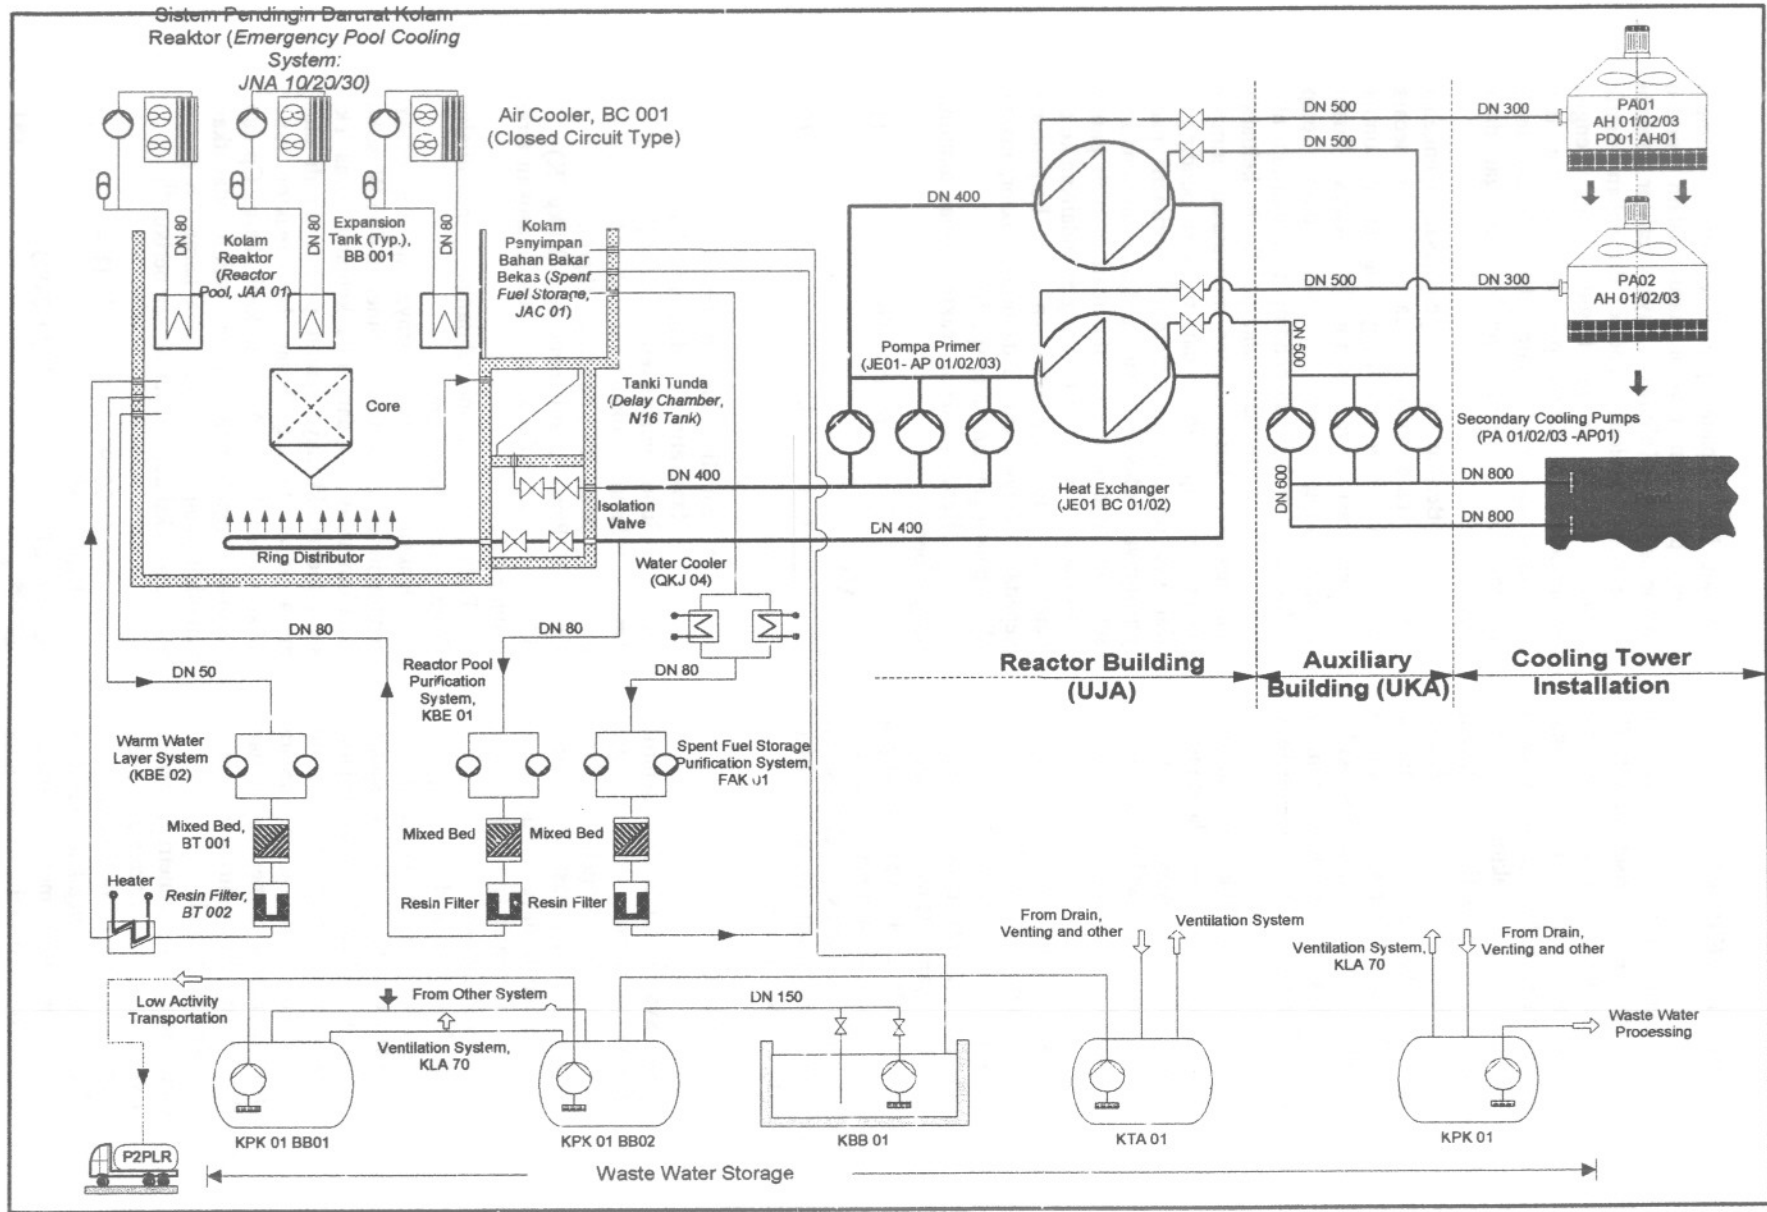 Sistem Pendingin Darurat Kolam
Reaktor (Emergency Pool Cooling
System:
JNA 10/20/30)
Air Cooler, BC 001
(Closed Circuit Type)
DN 80
DN 80
DN 80
Kolam
Reaktor
(Reactor
Pool, JAA 01)
Expansion
Tank (Typ.),
BB 001
Kolam
Penyimpan
Bahan Bakar
Bekas (Spent
Fuel Storage,
JAC 01)
Core
Tanki Tunda
(Delay Chamber,
N16 Tank)
Ring Distributor
Isolation
Valve
DN 400
DN 400
DN 400
Pompa Primer
(JE01- AP 01/02/03)
Heat Exchanger
(JE01 BC 01/02)
DN 500
DN 300
DN 500
DN 500
DN 300
DN 500
DN 600
DN 800
DN 800
PA01
AH 01/02/03
PD01 AH01
PA02
AH 01/02/03
Secondary Cooling Pumps
(PA 01/02/03 -AP01)
Reactor Building
(UJA)
Auxiliary
Building (UKA)
Cooling Tower
Installation
Water Cooler
(QKJ 04)
DN 80
DN 80
DN 80
DN 50
Reactor Pool
Purification
System,
KBE 01
Warm Water
Layer System
(KBE 02)
Spent Fuel Storage
Purification System,
FAK 01
Mixed Bed,
BT 001
Mixed Bed
Mixed Bed
Heater
Resin Filter,
BT 002
Resin Filter
Resin Filter
From Drain,
Venting and other
Ventilation System
Ventilation System,
KLA 70
From Drain,
Venting and other
Low Activity
Transportation
From Other System
Ventilation System,
KLA 70
DN 150
Waste Water
Processing
KPK 01 BB01
KPK 01 BB02
KBB 01
KTA 01
KPK 01
P2PLR
Waste Water Storage